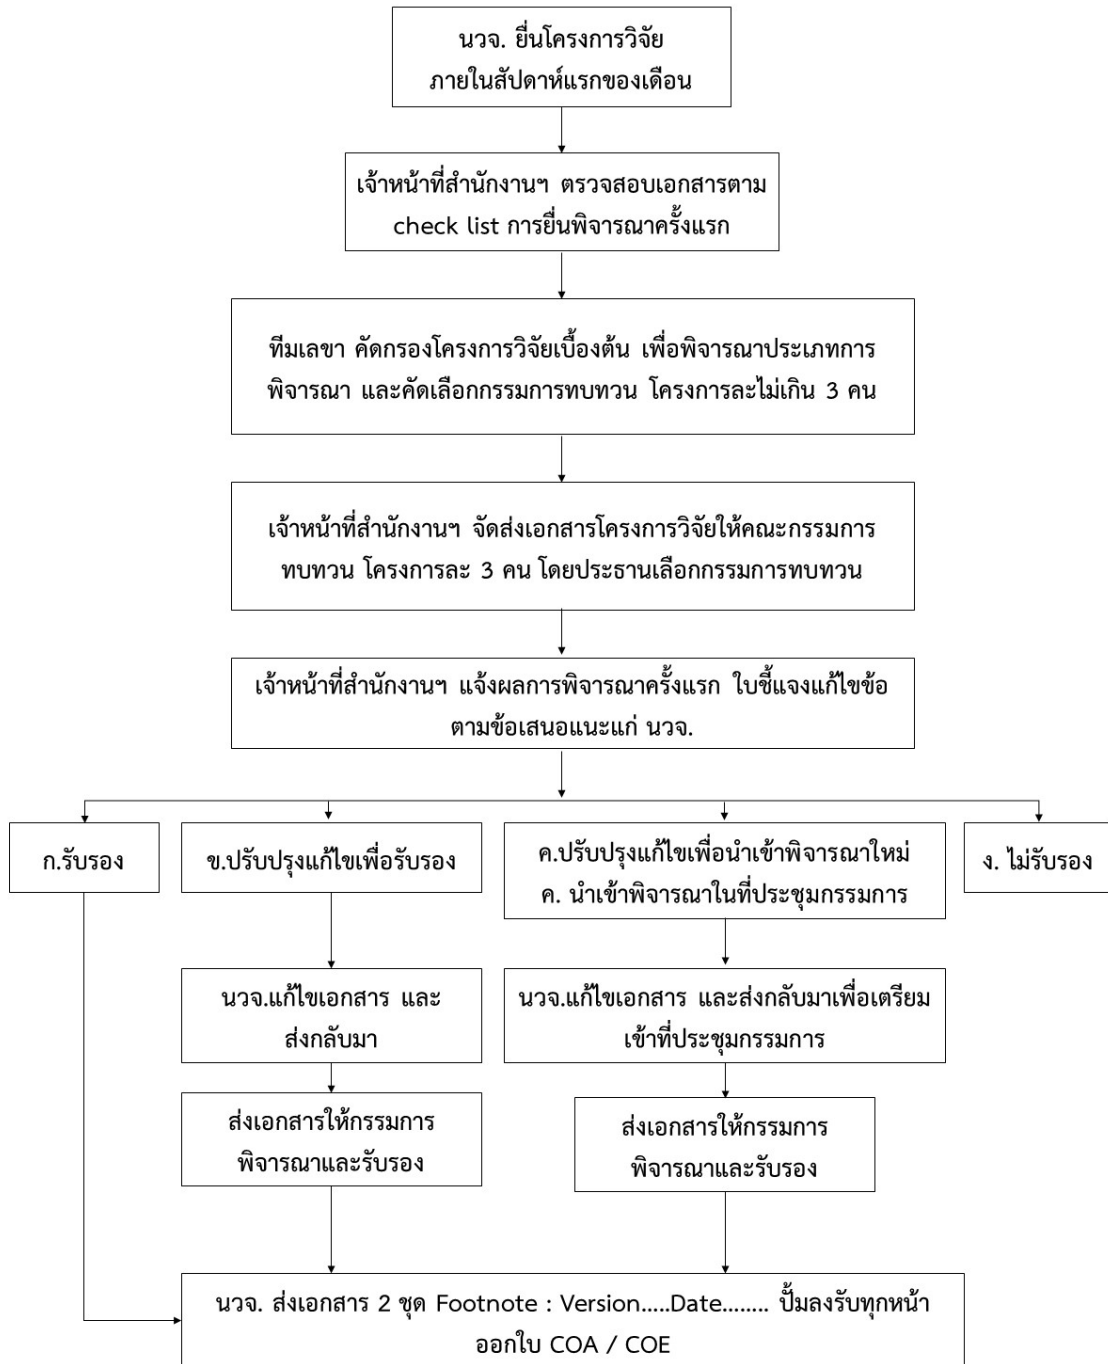 นวจ. ยื่นโครงการวิจัย
ภายในสัปดาห์แรกของเดือน
เจ้าหน้าที่สำนักงานฯ ตรวจสอบเอกสารตาม
check list การยื่นพิจารณาครั้งแรก
ทีมเลขา คัดกรองโครงการวิจัยเบื้องต้น เพื่อพิจารณาประเภทการ
พิจารณา และคัดเลือกกรรมการทบทวน โครงการละไม่เกิน 3 คน
เจ้าหน้าที่สำนักงานฯ จัดส่งเอกสารโครงการวิจัยให้คณะกรรมการ
ทบทวน โครงการละ 3 คน โดยประธานเลือกกรรมการทบทวน
เจ้าหน้าที่สำนักงานฯ แจ้งผลการพิจารณาครั้งแรก ใบชี้แจงแก้ไขข้อ
ตามข้อเสนอแนะแก่ นวจ.
ก.รับรอง
ข.ปรับปรุงแก้ไขเพื่อรับรอง
ค.ปรับปรุงแก้ไขเพื่อนำเข้าพิจารณาใหม่
ค. นำเข้าพิจารณาในที่ประชุมกรรมการ
ง. ไม่รับรอง
นวจ.แก้ไขเอกสาร และ
ส่งกลับมา
นวจ.แก้ไขเอกสาร และส่งกลับมาเพื่อเตรียม
เข้าที่ประชุมกรรมการ
ส่งเอกสารให้กรรมการ
พิจารณาและรับรอง
ส่งเอกสารให้กรรมการ
พิจารณาและรับรอง
นวจ. ส่งเอกสาร 2 ชุด Footnote : Version.....Date........ ปั้มลงรับทุกหน้า
ออกใบ COA / COE